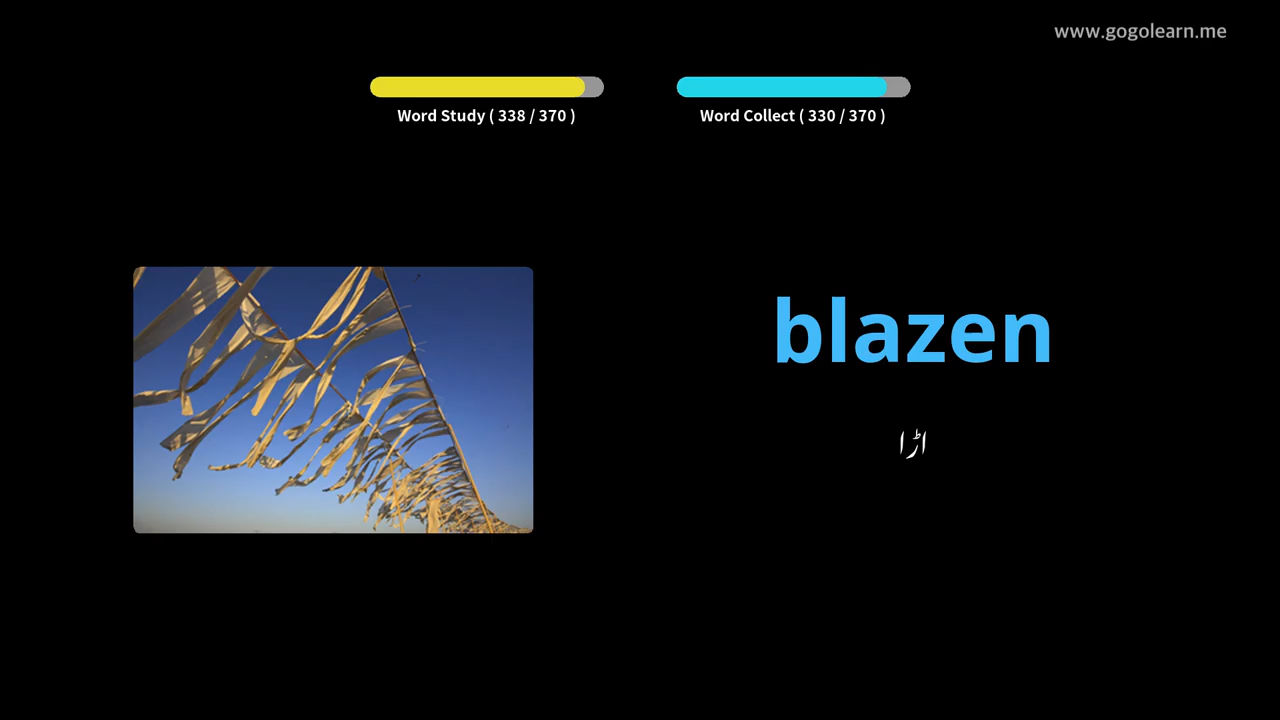 www.gogolearn.me
Word Study ( 338 / 370 )
Word Collect ( 330 / 370 )
blazen
اڑا